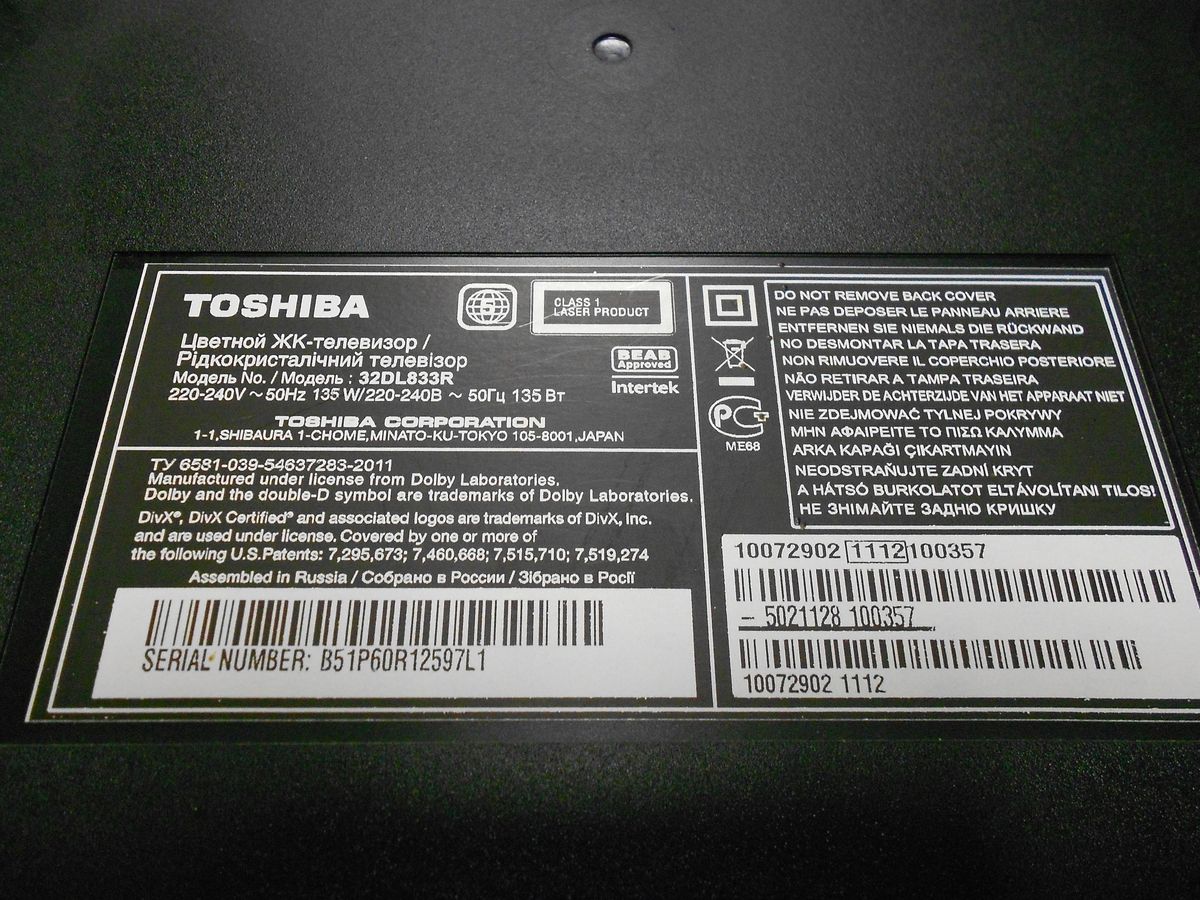 TOSHIBA
5
CLASS 1
LASER PRODUCT
Цветной ЖК-телевизор /
Рідкокристалічний телевізор
Модель No. / Модель : 32DL833R
220-240V ~ 50Hz 135 W/220-240В ~ 50Гц 135 Вт
BEAB
Approved
Intertek
TOSHIBA CORPORATION
1-1,SHIBAURA 1-CHOME,MINATO-KU-TOKYO 105-8001,JAPAN
ТУ 6581-039-54637283-2011
Manufactured under license from Dolby Laboratories.
Dolby and the double-D symbol are trademarks of Dolby Laboratories.
DivX®, DivX Certified® and associated logos are trademarks of DivX, Inc.
and are used under license. Covered by one or more of
the following U.S.Patents: 7,295,673; 7,460,668; 7,515,710; 7,519,274
Assembled in Russia / Собрано в России / Зібрано в Росії
SERIAL NUMBER: B51P60R12597L1
ME68
DO NOT REMOVE BACK COVER
NE PAS DEPOSER LE PANNEAU ARRIERE
ENTFERNEN SIE NIEMALS DIE RÜCKWAND
NO DESMONTAR LA TAPA TRASERA
NON RIMUOVERE IL COPERCHIO POSTERIORE
NÃO RETIRAR A TAMPA TRASEIRA
VERWIJDER DE ACHTERZIJDE VAN HET APPARAAT NIET
NIE ZDEJMOWAĆ TYLNEJ POKRYWY
ΜΗΝ ΑΦΑΙΡΕΙΤΕ ΤΟ ΠΙΣΩ ΚΑΛΥΜΜΑ
ARKA KAPAĞI ÇIKARTMAYIN
NEODSTRAŇUJTE ZADNÍ KRYT
A HÁTSÓ BURKOLATOT ELTÁVOLÍTANI TILOS!
НЕ ЗНІМАЙТЕ ЗАДНЮ КРИШКУ
10072902 1112 100357
- 5021128 100357
10072902 1112